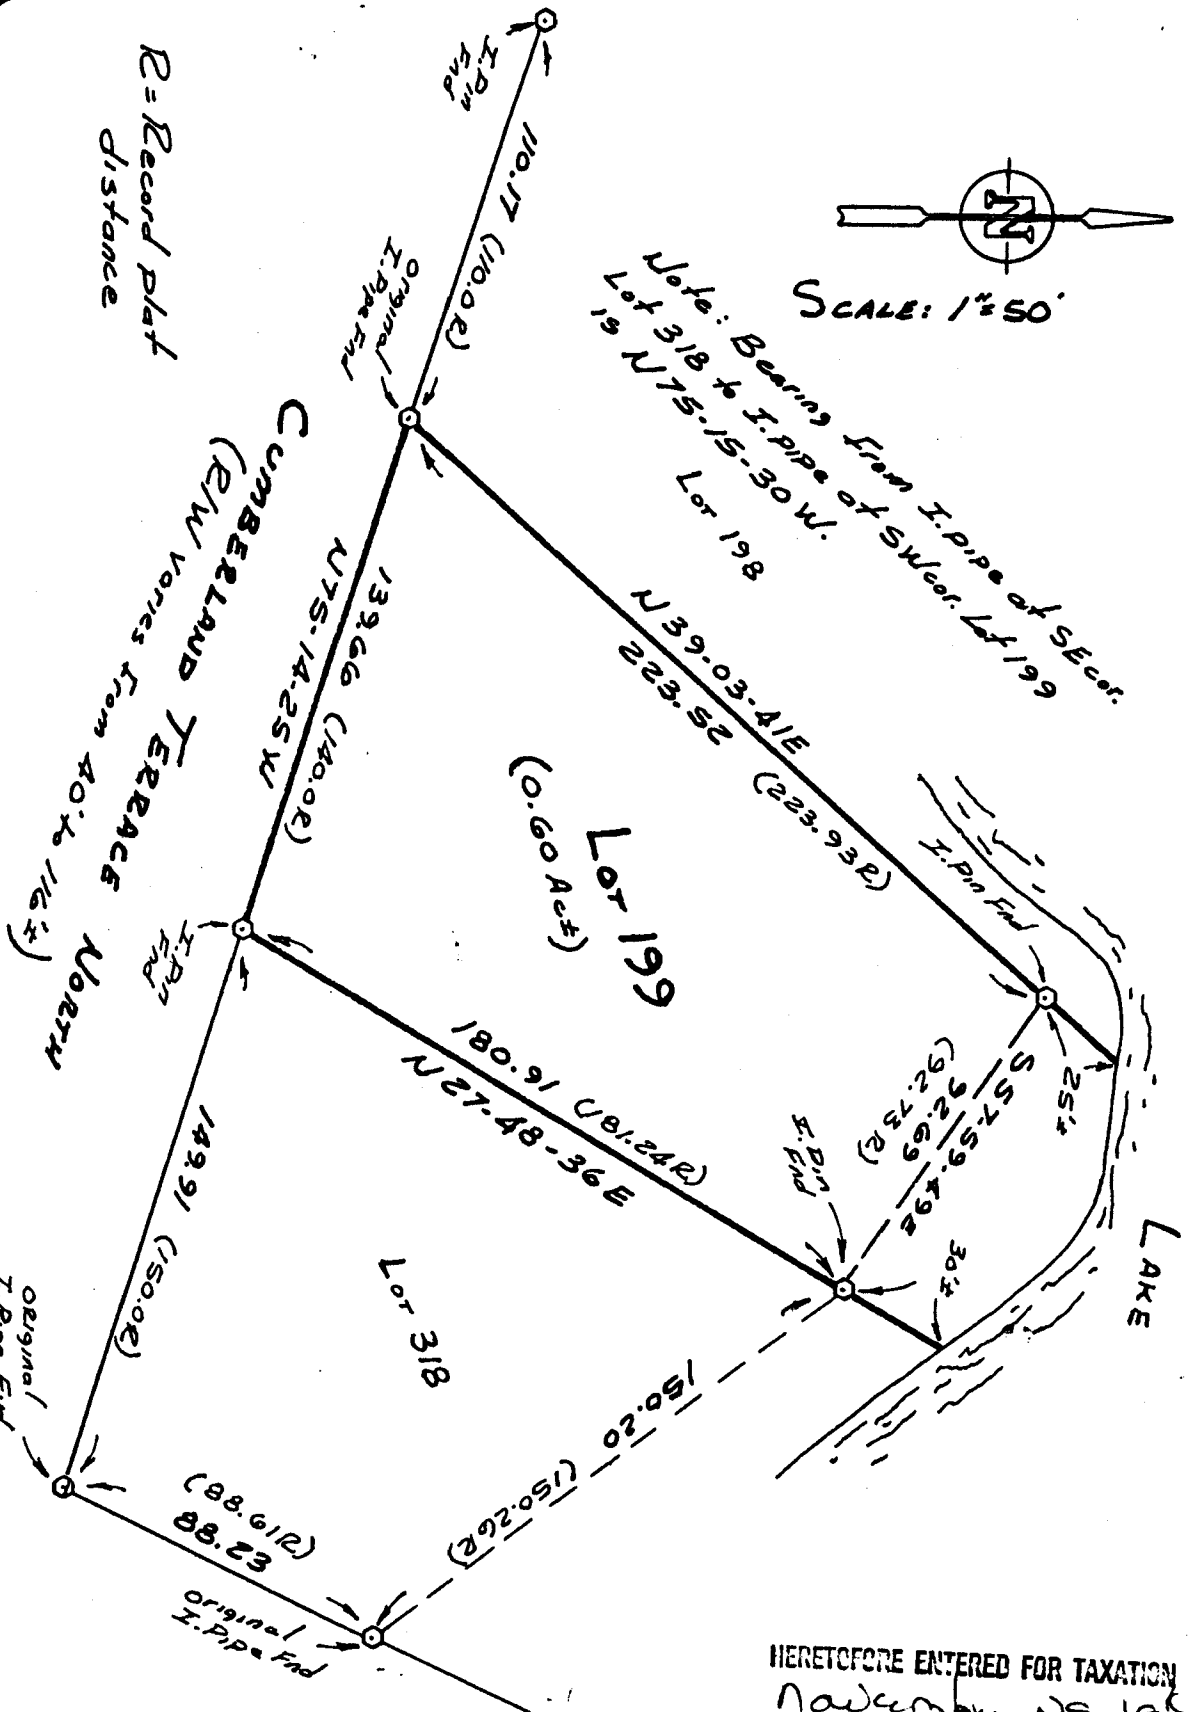 N
SCALE: 1"=50'
Note: Bearing from I.pipe at SEcor.
Lot 318 to I.pipe at SWcor. Lot 199
is N75-15-30W.
I.Pin
Fnd
110.17 (110.0R)
R=Record plat
distance
original
I.Pipe Fnd
Lot 198
N39-03-41E
223.52 (223.93R)
I.Pin Fnd
139.66 (140.0R)
N75-14-25W
CUMBERLAND TERRACE NORTH
(R/W varies from 40' to 116'±)
LOT 199
(0.60 Ac±)
I.Pin
Fnd
180.91 (181.24R)
N27-48-36E
S57-59-49E
92.69
(92.73R)
25'±
30'±
I.Pin
Fnd
LAKE
149.91 (150.0R)
Lot 318
150.20
(150.26R)
original
I.Pipe Fnd
(88.61R)
88.23
original
I.Pipe Fnd
HERETOFORE ENTERED FOR TAXATION